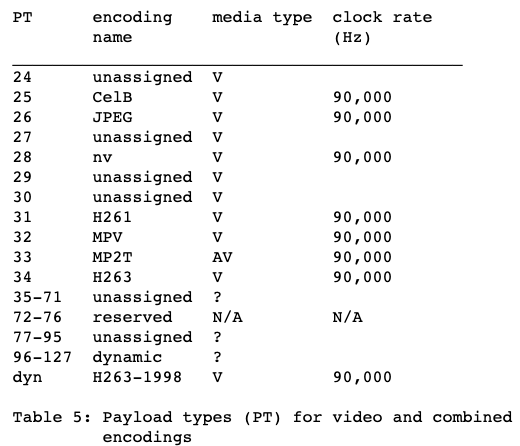 PT      encoding    media type  clock rate
        name                    (Hz)
_____________________________________________
24      unassigned  V
25      CelB        V           90,000
26      JPEG        V           90,000
27      unassigned  V
28      nv          V           90,000
29      unassigned  V
30      unassigned  V
31      H261        V           90,000
32      MPV         V           90,000
33      MP2T        AV          90,000
34      H263        V           90,000
35-71   unassigned  ?
72-76   reserved    N/A         N/A
77-95   unassigned  ?
96-127  dynamic     ?
dyn     H263-1998   V           90,000
Table 5: Payload types (PT) for video and combined
         encodings